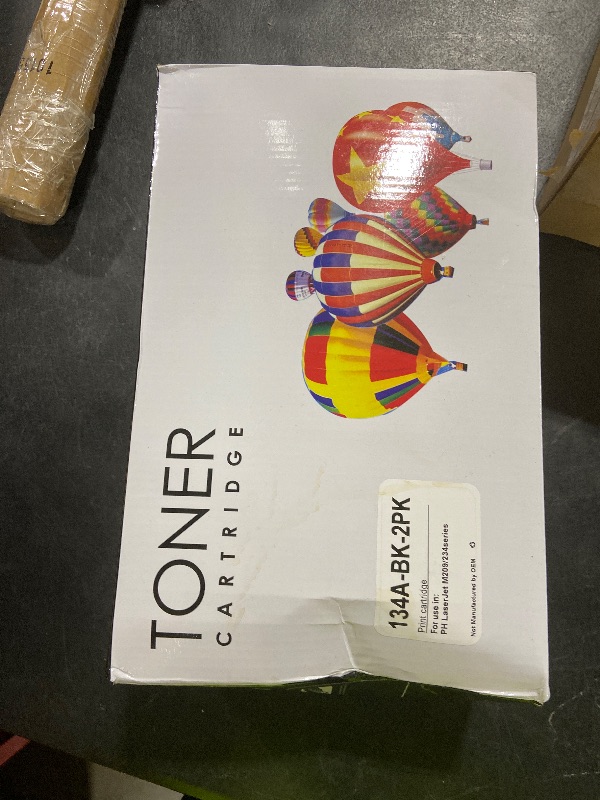 TONER
CARTRIDGE
134A-BK-2PK
Print cartridge
For use in:
PH LaserJet M209/234series
Not Manufactured by OEM